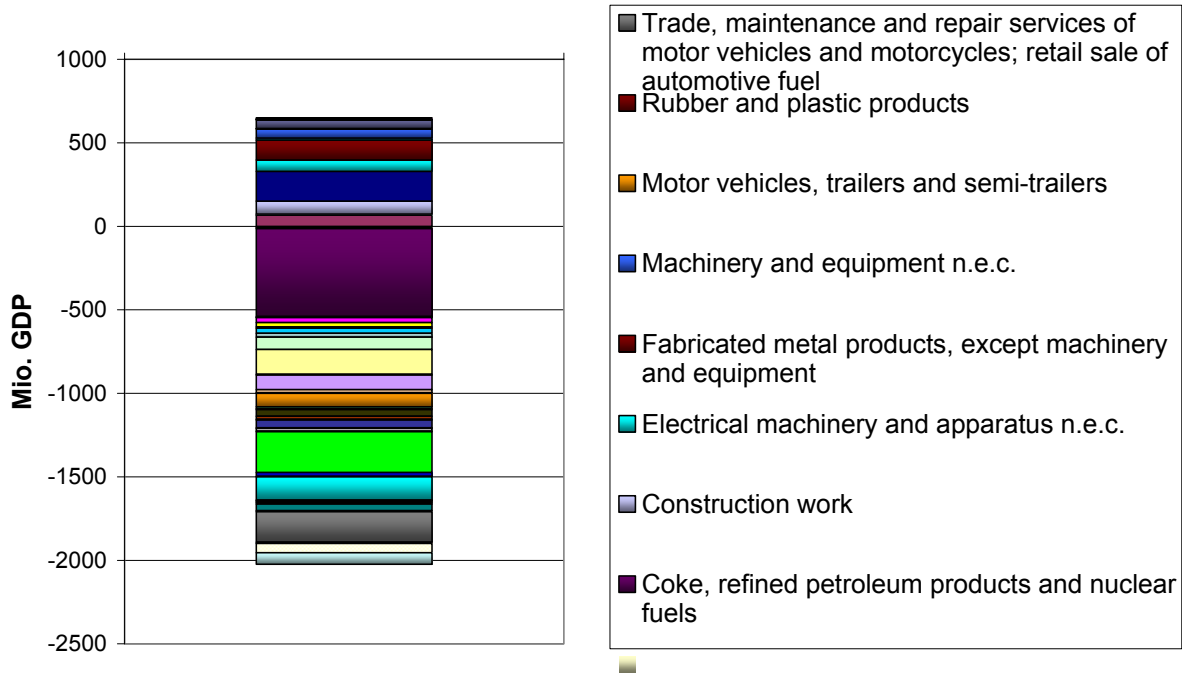 1000
500
0
-500
-1000
-1500
-2000
-2500
Mio. GDP
Trade, maintenance and repair services of
motor vehicles and motorcycles; retail sale of
automotive fuel
Rubber and plastic products
Motor vehicles, trailers and semi-trailers
Machinery and equipment n.e.c.
Fabricated metal products, except machinery
and equipment
Electrical machinery and apparatus n.e.c.
Construction work
Coke, refined petroleum products and nuclear
fuels